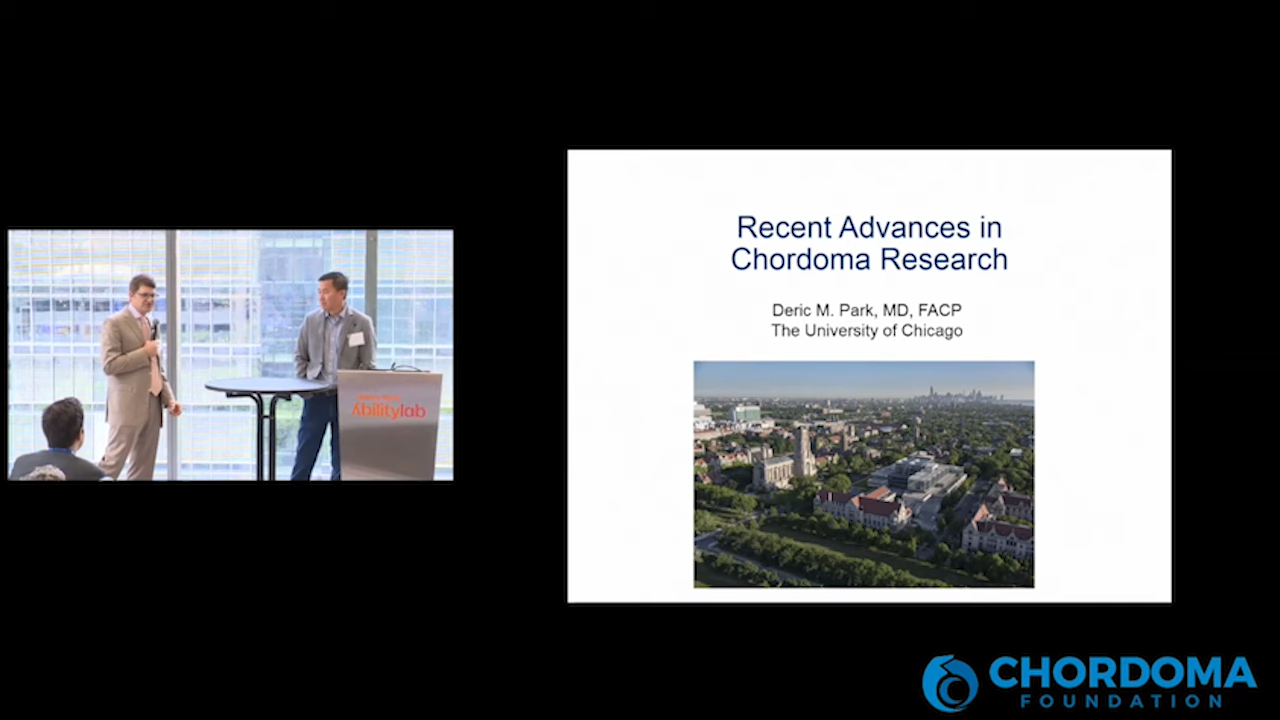 Recent Advances in
Chordoma Research
Deric M. Park, MD, FACP
The University of Chicago
Abilitylab
CHORDOMA
FOUNDATION